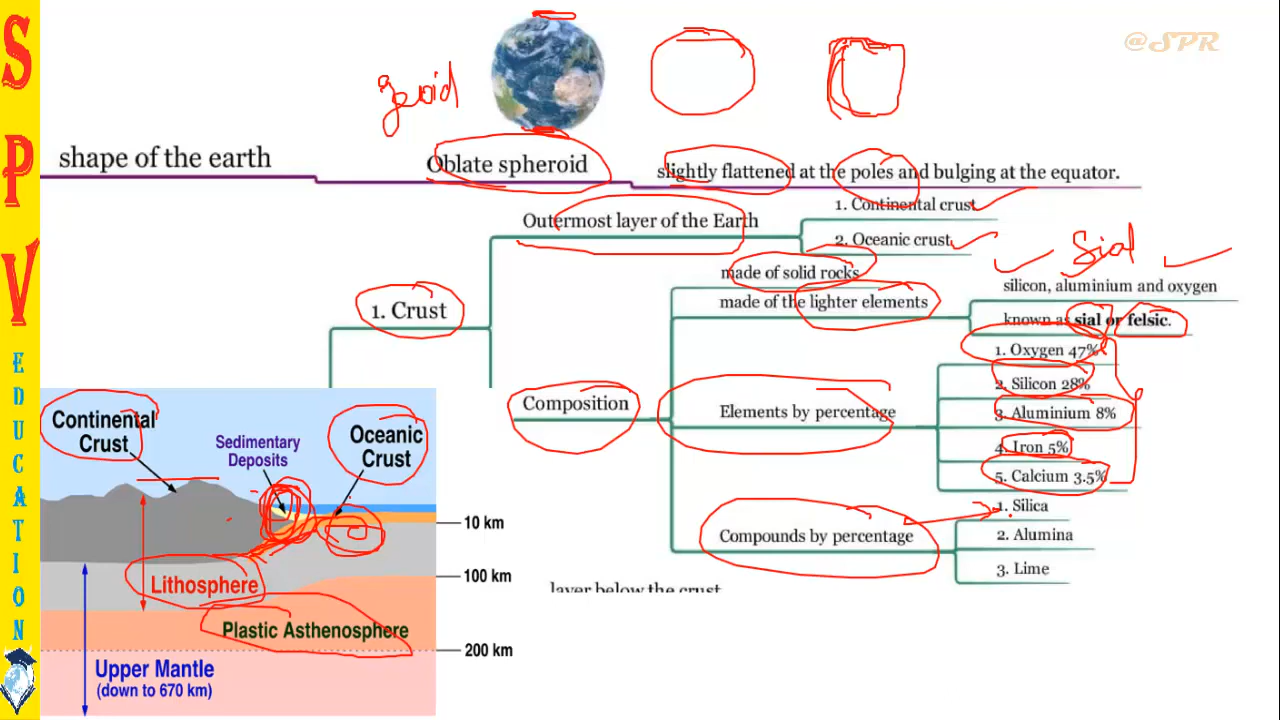 SPV EDUCATION
@SPR
geoid
shape of the earth
Oblate spheroid
slightly flattened at the poles and bulging at the equator.
1. Crust
Outermost layer of the Earth
1. Continental crust
2. Oceanic crust
Composition
made of solid rocks
made of the lighter elements
Sial
silicon, aluminium and oxygen
known as sial or felsic.
Elements by percentage
1. Oxygen 47%
2. Silicon 28%
3. Aluminium 8%
4. Iron 5%
5. Calcium 3.5%
Compounds by percentage
1. Silica
2. Alumina
3. Lime
layer below the crust
Continental
Crust
Sedimentary
Deposits
Oceanic
Crust
10 km
Lithosphere
100 km
Plastic Asthenosphere
200 km
Upper Mantle
(down to 670 km)